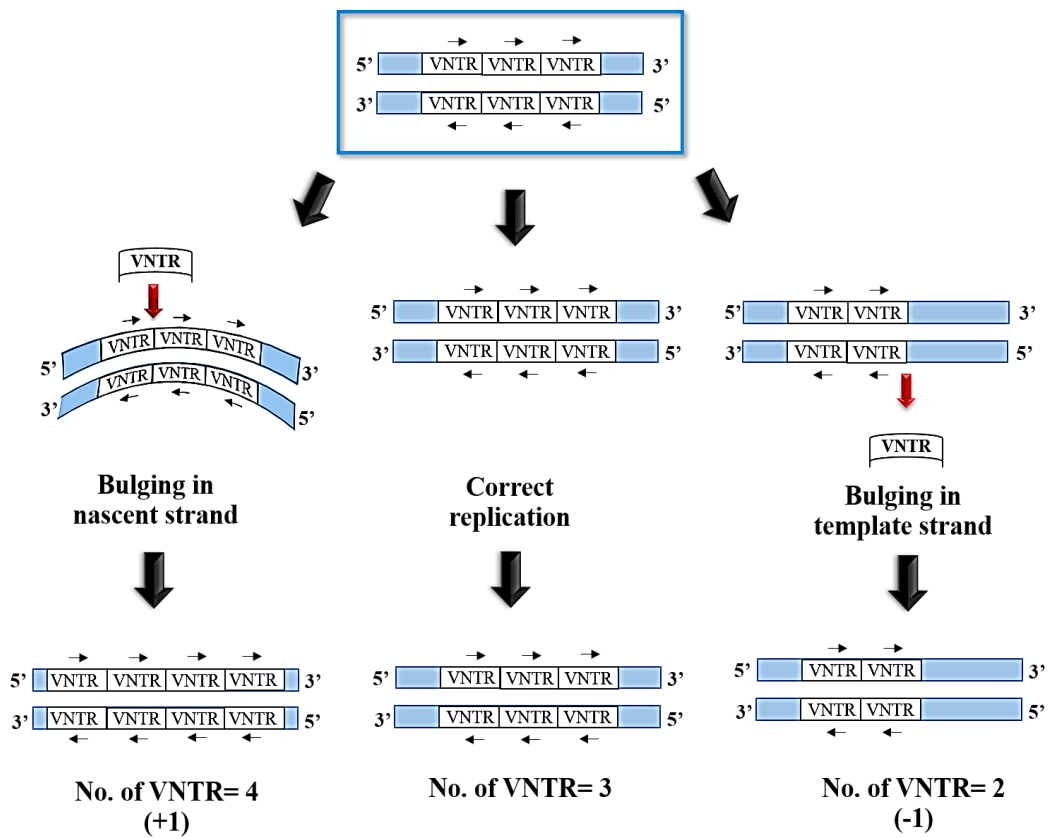 5’ VNTR VNTR VNTR 3’
3’ VNTR VNTR VNTR 5’
VNTR
5’ VNTR VNTR VNTR 3’
3’ VNTR VNTR VNTR 5’
Bulging in
nascent strand
5’ VNTR VNTR VNTR 3’
3’ VNTR VNTR VNTR 5’
Correct
replication
5’ VNTR VNTR 3’
3’ VNTR VNTR 5’
VNTR
Bulging in
template strand
5’ VNTR VNTR VNTR VNTR 3’
3’ VNTR VNTR VNTR VNTR 5’
No. of VNTR= 4
(+1)
5’ VNTR VNTR VNTR 3’
3’ VNTR VNTR VNTR 5’
No. of VNTR= 3
5’ VNTR VNTR 3’
3’ VNTR VNTR 5’
No. of VNTR= 2
(-1)